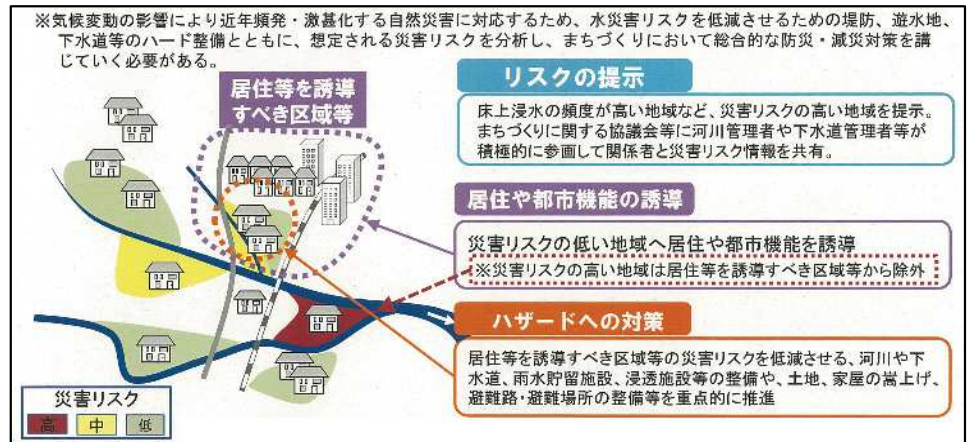 ※気候変動の影響により近年頻発・激甚化する自然災害に対応するため、水災害リスクを低減させるための堤防、遊水地、
下水道等のハード整備とともに、想定される災害リスクを分析し、まちづくりにおいて総合的な防災・減災対策を講
じていく必要がある。
居住等を誘導
すべき区域等
リスクの提示
床上浸水の頻度が高い地域など、災害リスクの高い地域を提示。
まちづくりに関する協議会等に河川管理者や下水道管理者等が
積極的に参画して関係者と災害リスク情報を共有。
居住や都市機能の誘導
災害リスクの低い地域へ居住や都市機能を誘導
※災害リスクの高い地域は居住等を誘導すべき区域等から除外
ハザードへの対策
居住等を誘導すべき区域等の災害リスクを低減させる、河川や下
水道、雨水貯留施設、浸透施設等の整備や、土地、家屋の嵩上げ、
避難路・避難場所の整備等を重点的に推進
災害リスク
高 中 低